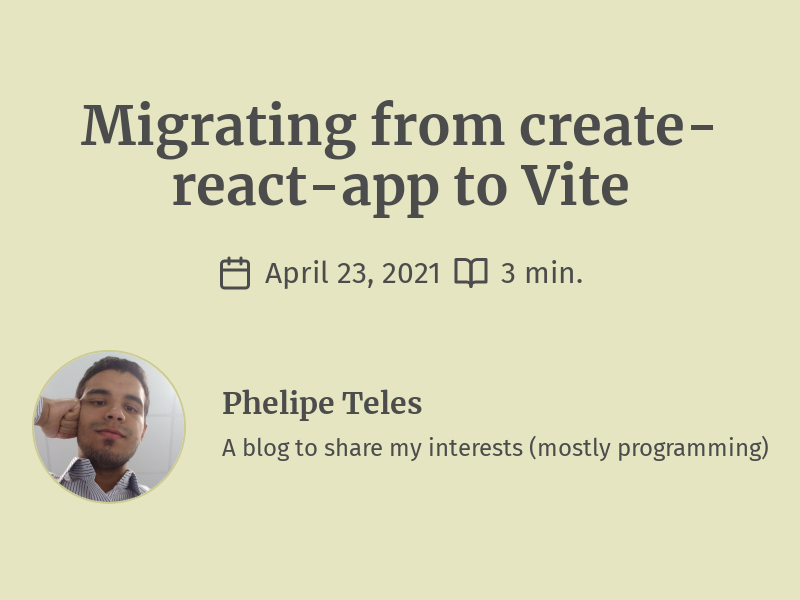 Migrating from create-
react-app to Vite
April 23, 2021 3 min.
Phelipe Teles
A blog to share my interests (mostly programming)